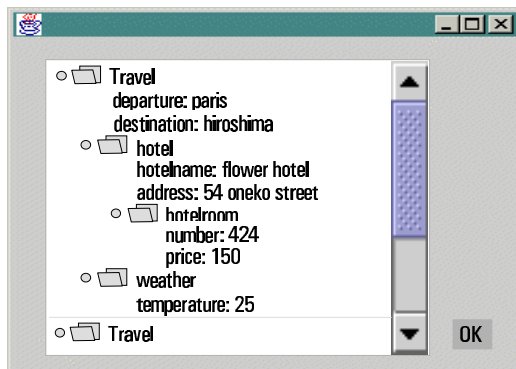 Travel
departure: paris
destination: hiroshima
hotel
hotelname: flower hotel
address: 54 oneko street
hotelroom
number: 424
price: 150
weather
temperature: 25
Travel
OK